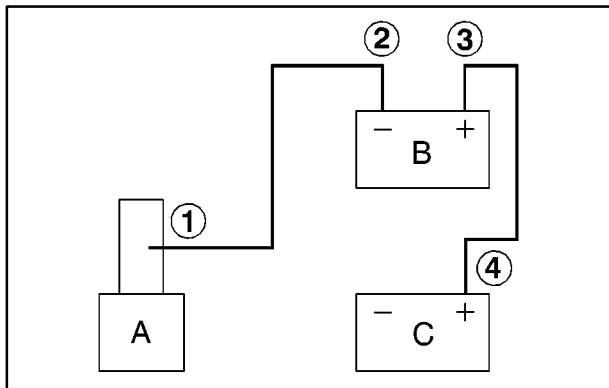 ② ③
− +
B
①
④
A
− +
C